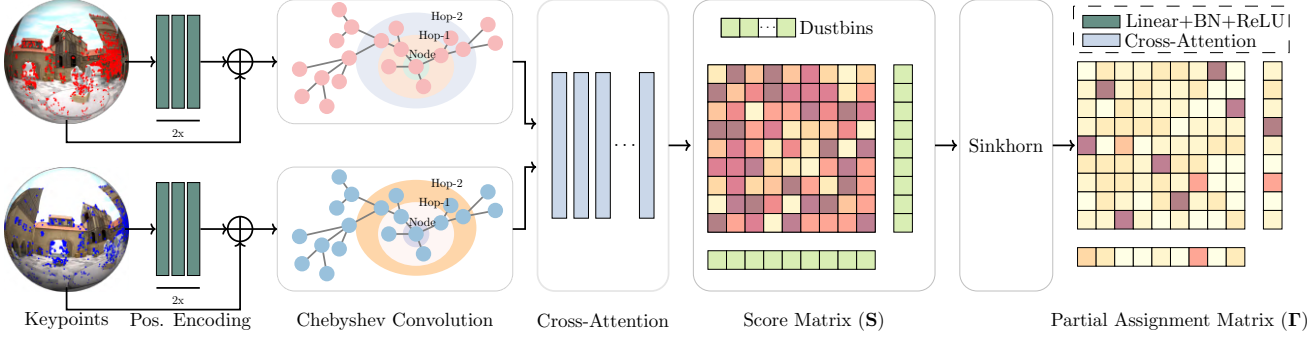 Hop-2
Hop-1
Node
Dustbins
Linear+BN+ReLU
Cross-Attention
2x
Hop-2
Hop-1
Node
Sinkhorn
2x
Keypoints
Pos. Encoding
Chebyshev Convolution
Cross-Attention
Score Matrix (S)
Partial Assignment Matrix (Γ)